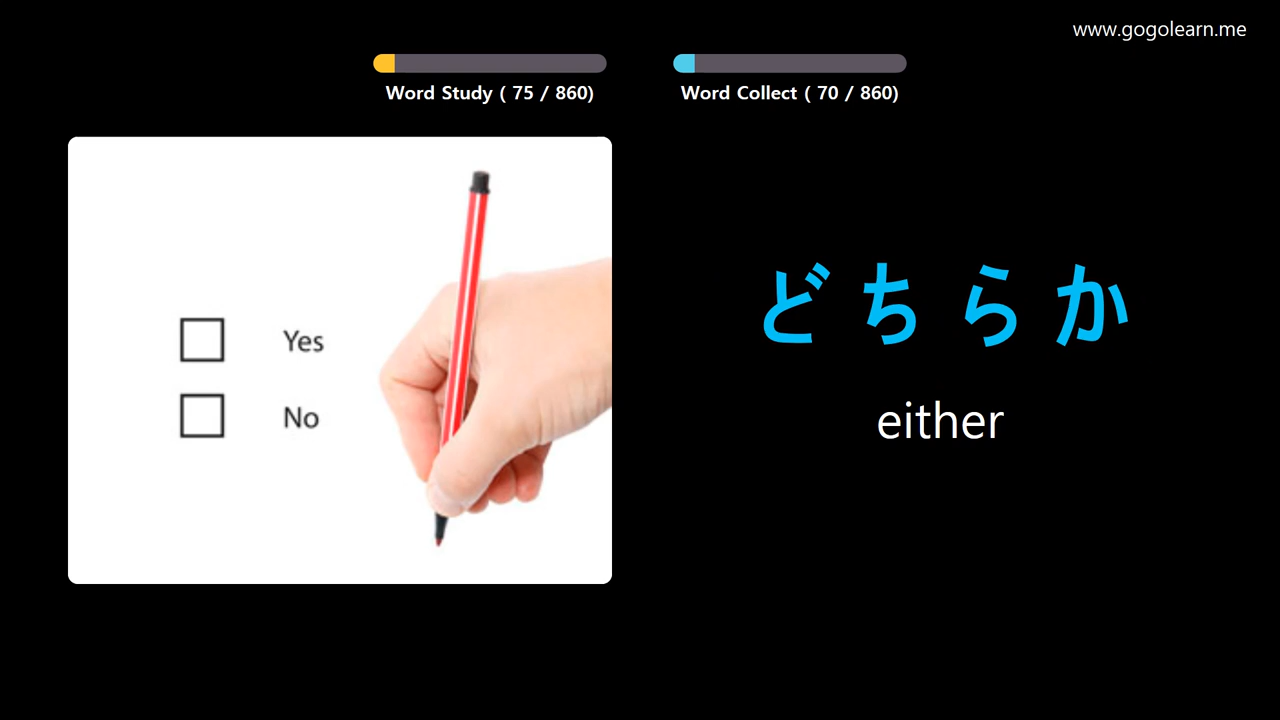 www.gogolearn.me
Word Study ( 75 / 860)
Word Collect ( 70 / 860)
Yes
No
どちらか
either